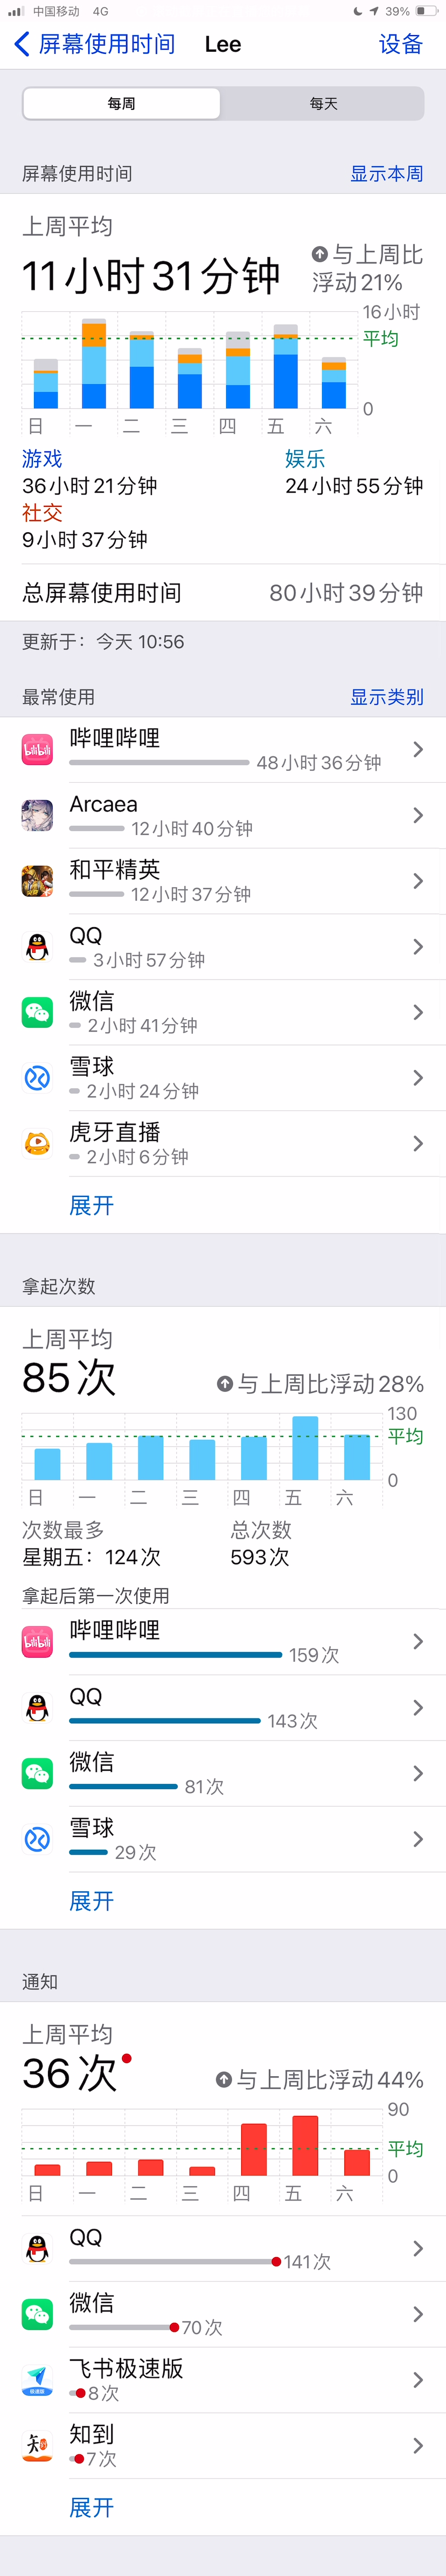 中国移动 4G 39%
屏幕使用时间 Lee 设备
每周 每天
屏幕使用时间 显示本周
上周平均
11小时31分钟
与上周比
浮动21%
16小时
平均
0
日 一 二 三 四 五 六
游戏 娱乐
36小时21分钟 24小时55分钟
社交
9小时37分钟
总屏幕使用时间 80小时39分钟
更新于：今天 10:56
最常使用 显示类别
哔哩哔哩
bilibili
48小时36分钟
Arcaea
12小时40分钟
和平精英
12小时37分钟
QQ
3小时57分钟
微信
2小时41分钟
雪球
2小时24分钟
虎牙直播
2小时6分钟
展开
拿起次数
上周平均
85次 与上周比浮动28%
130
平均
0
日 一 二 三 四 五 六
次数最多 总次数
星期五：124次 593次
拿起后第一次使用
哔哩哔哩
bilibili
159次
QQ
143次
微信
81次
雪球
29次
展开
通知
上周平均
36次 与上周比浮动44%
90
平均
0
日 一 二 三 四 五 六
QQ
141次
微信
70次
飞书极速版
极速版
8次
知到
知到
7次
展开